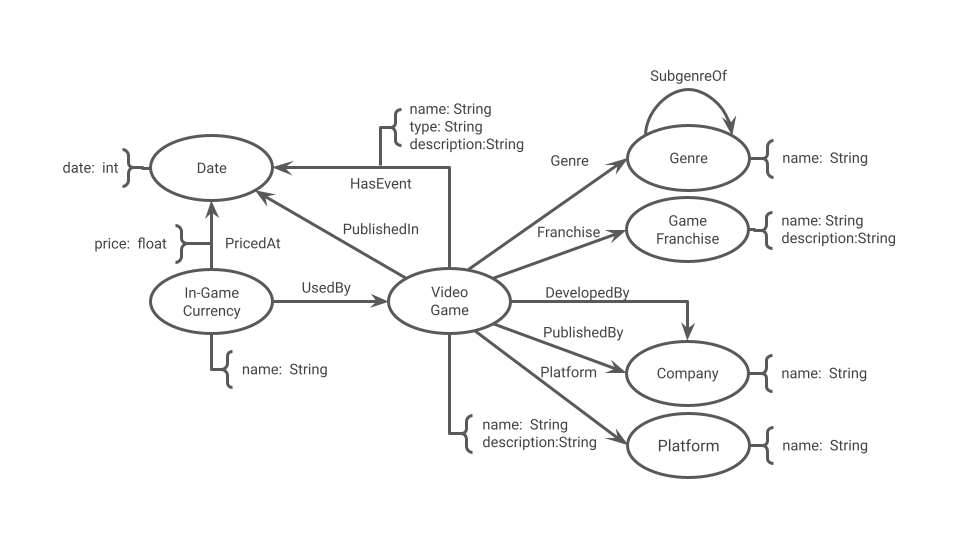 SubgenreOf
name: String
type: String
description:String
Genre
Genre
name: String
date: int
Date
HasEvent
Franchise
Game
Franchise
name: String
description:String
PublishedIn
price: float
PricedAt
In-Game
Currency
UsedBy
Video
Game
DevelopedBy
PublishedBy
Platform
Company
name: String
name: String
name: String
description:String
Platform
name: String